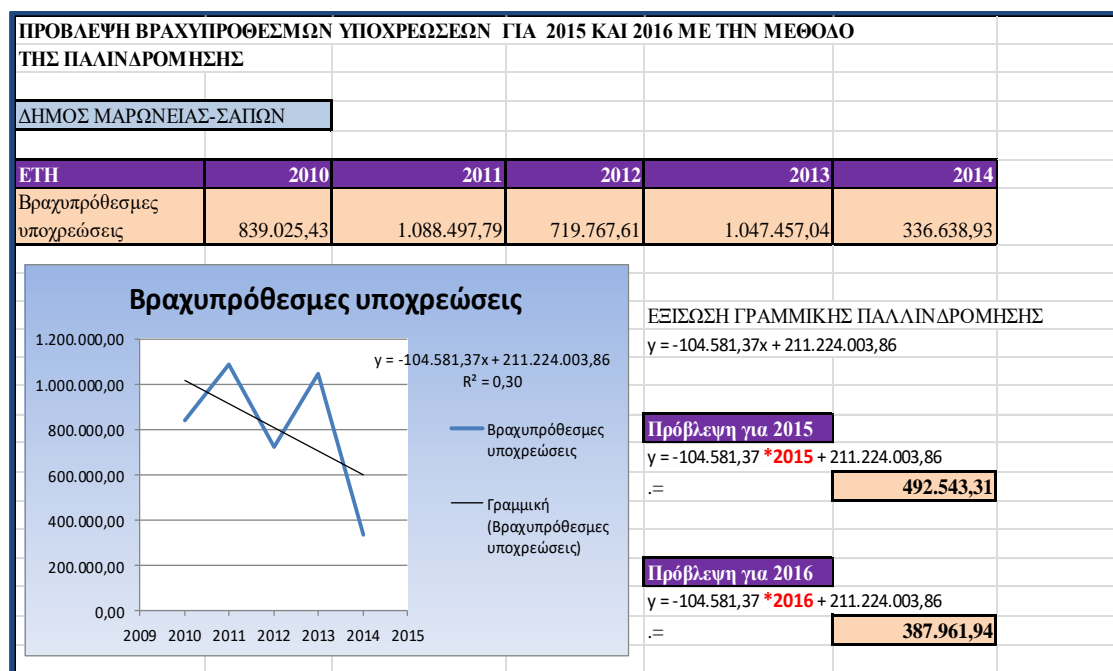 ΠΡΟΒΛΕΨΗ ΒΡΑΧΥΠΡΟΘΕΣΜΩΝ ΥΠΟΧΡΕΩΣΕΩΝ ΓΙΑ 2015 ΚΑΙ 2016 ΜΕ ΤΗΝ ΜΕΘΟΔΟ
ΤΗΣ ΠΑΛΙΝΔΡΟΜΗΣΗΣ
ΔΗΜΟΣ ΜΑΡΩΝΕΙΑΣ-ΣΑΠΩΝ
ΕΤΗ 2010 2011 2012 2013 2014
Βραχυπρόθεσμες
υποχρεώσεις 839.025,43 1.088.497,79 719.767,61 1.047.457,04 336.638,93
Βραχυπρόθεσμες υποχρεώσεις
1.200.000,00
1.000.000,00
800.000,00
600.000,00
400.000,00
200.000,00
0,00
2009 2010 2011 2012 2013 2014 2015
y = -104.581,37x + 211.224.003,86
R² = 0,30
Βραχυπρόθεσμες
υποχρεώσεις
Γραμμική
(Βραχυπρόθεσμες
υποχρεώσεις)
ΕΞΙΣΩΣΗ ΓΡΑΜΜΙΚΗΣ ΠΑΛΛΙΝΔΡΟΜΗΣΗΣ
y = -104.581,37x + 211.224.003,86
Πρόβλεψη για 2015
y = -104.581,37 *2015 + 211.224.003,86
.= 492.543,31
Πρόβλεψη για 2016
y = -104.581,37 *2016 + 211.224.003,86
.= 387.961,94